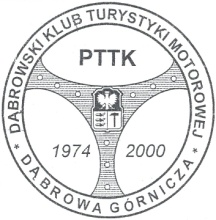 DĄBROWSKI KLUB TURYSTYKI MOTOROWEJ
PTTK
1974 2000
* DĄBROWA GÓRNICZA *